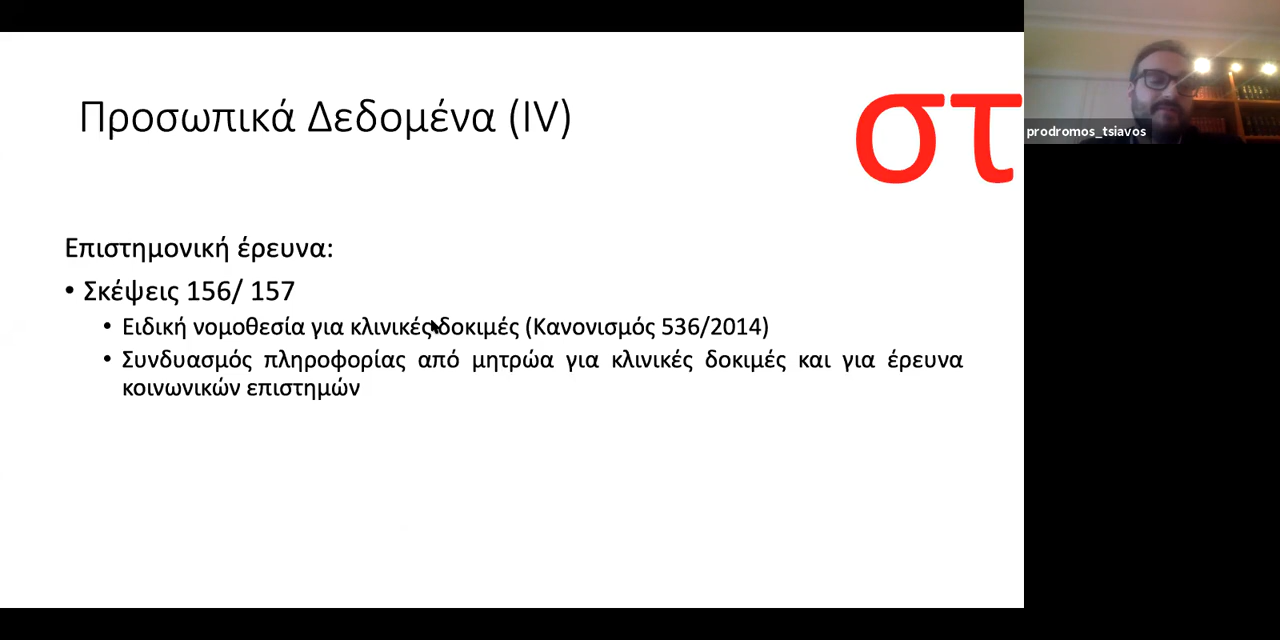 Προσωπικά Δεδομένα (IV)
στ
prodromos_tsiavos
Επιστημονική έρευνα:
• Σκέψεις 156/ 157
• Ειδική νομοθεσία για κλινικές δοκιμές (Κανονισμός 536/2014)
• Συνδυασμός πληροφορίας από μητρώα για κλινικές δοκιμές και για έρευνα
κοινωνικών επιστημών